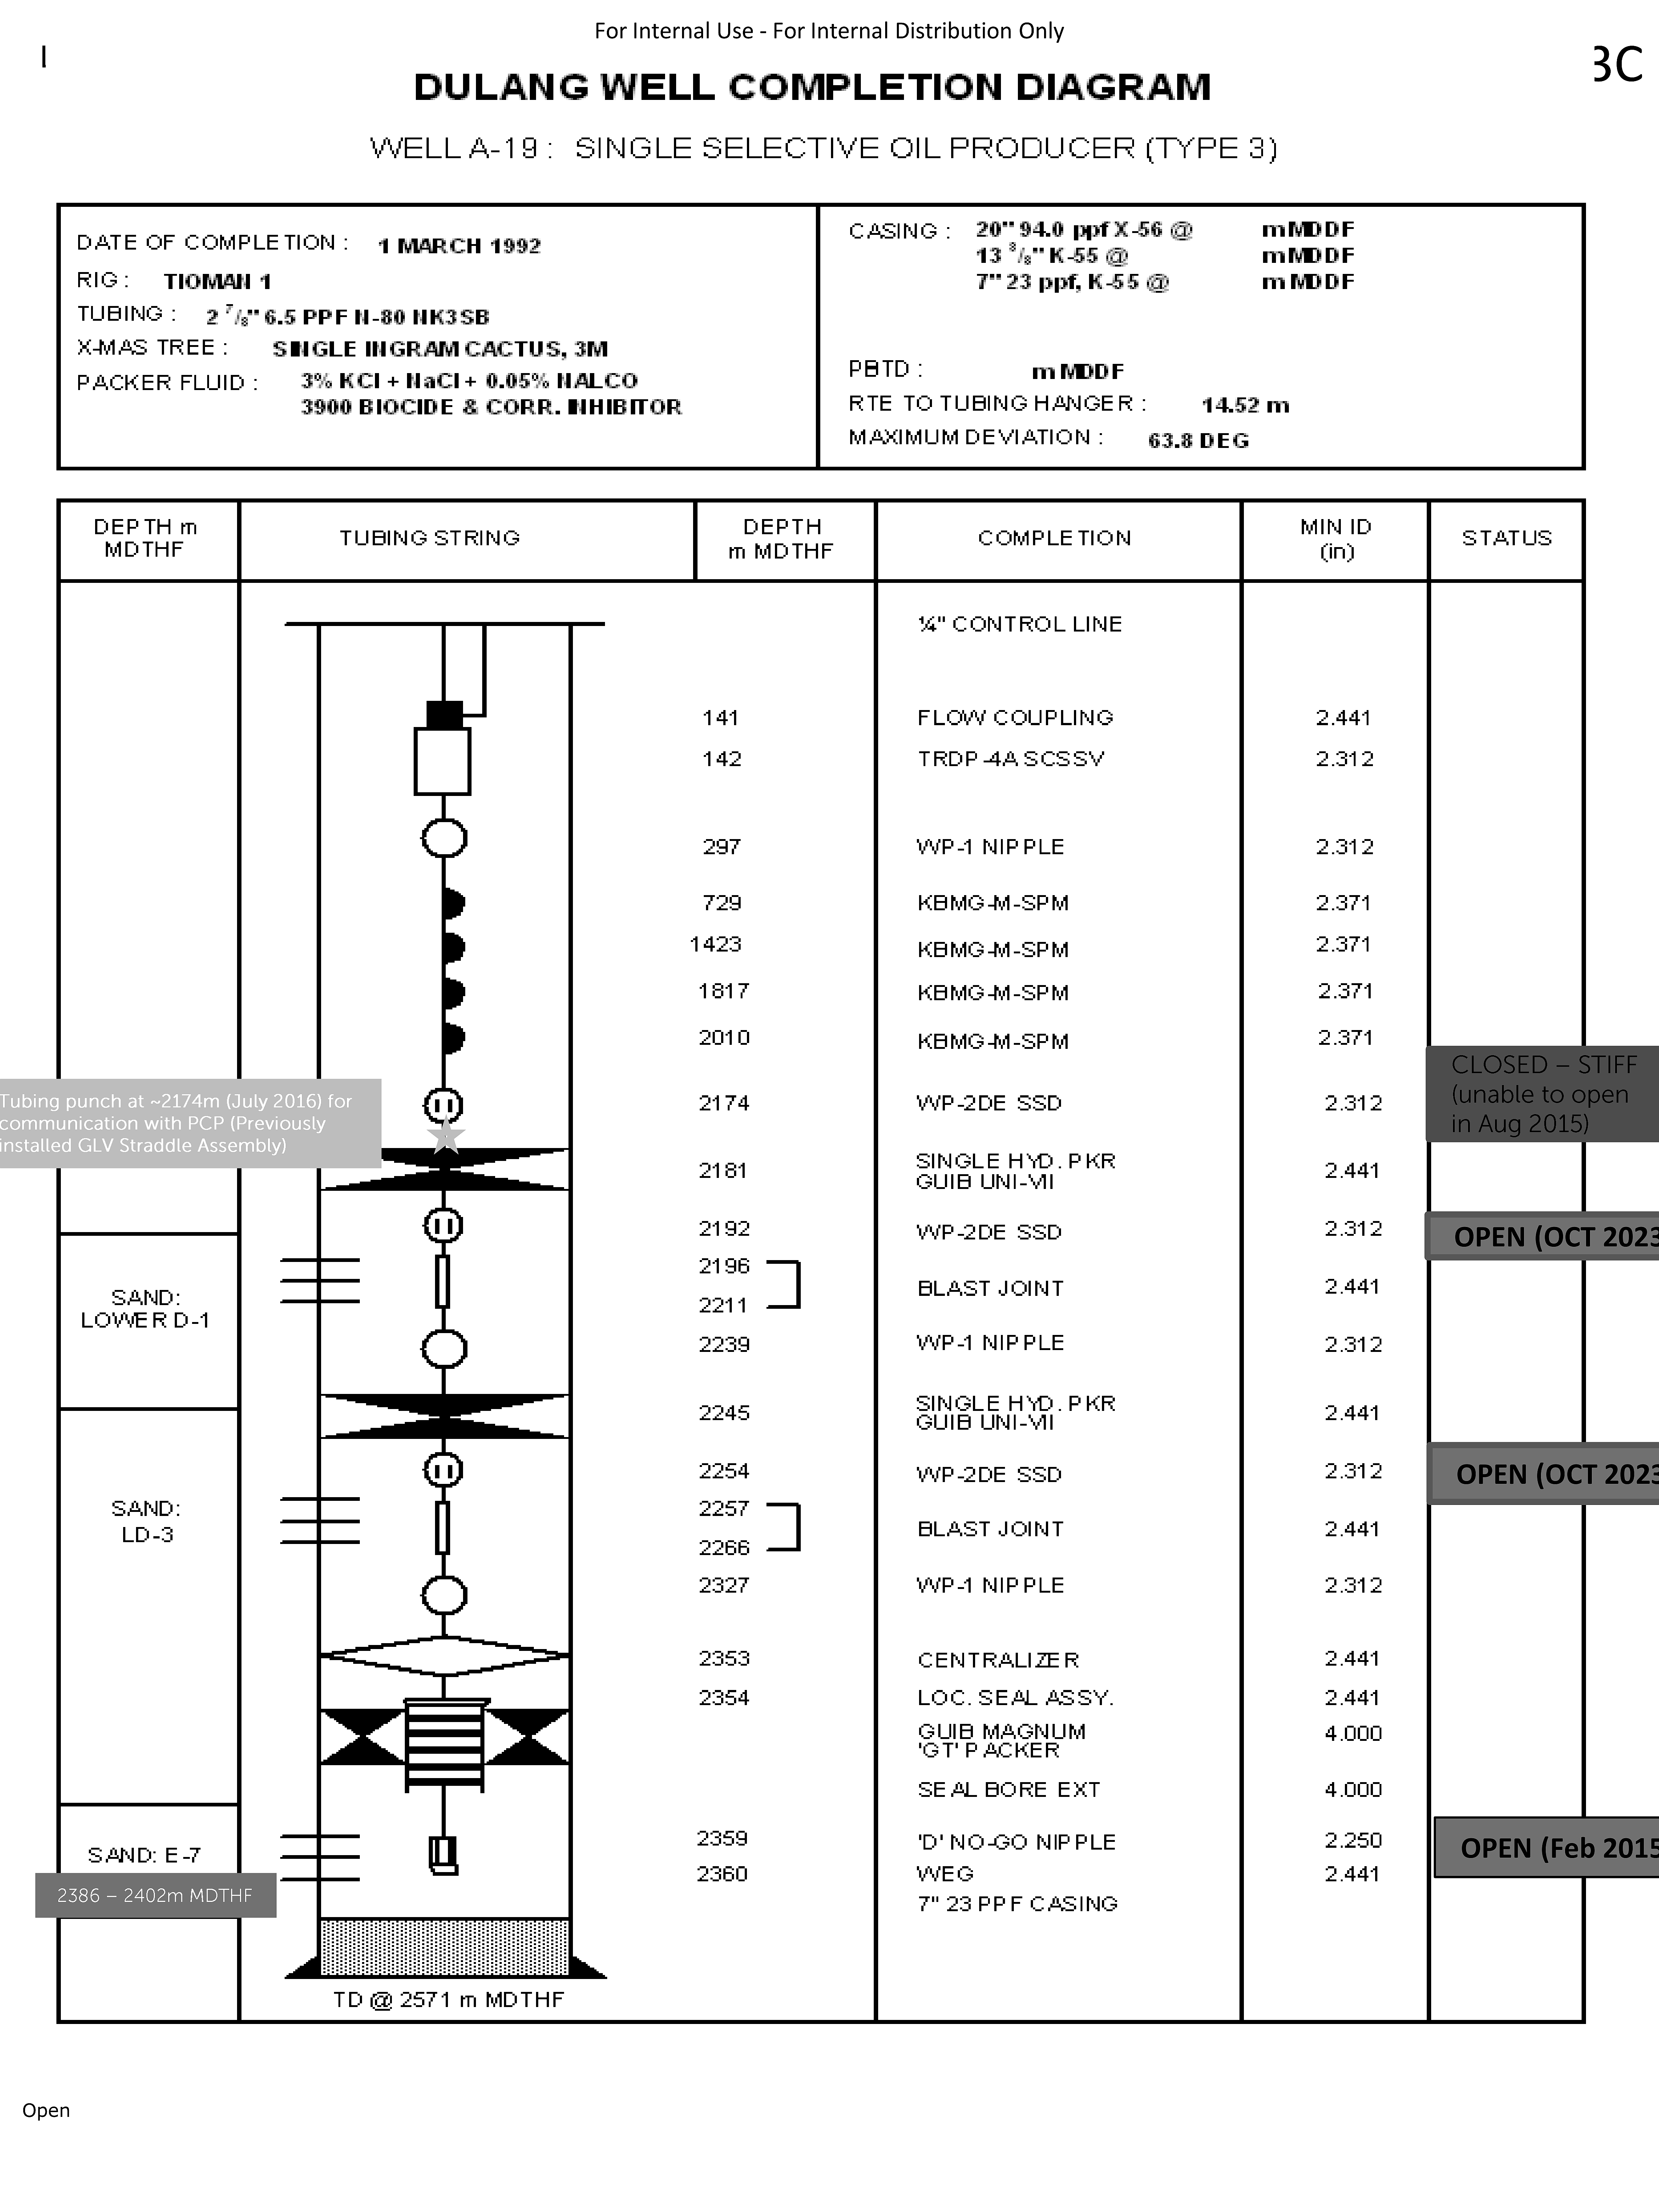 For Internal Use - For Internal Distribution Only
3C
DULANG WELL COMPLETION DIAGRAM
WELL A-19 : SINGLE SELECTIVE OIL PRODUCER (TYPE 3)
DATE OF COMPLETION : 1 MARCH 1992
RIG : TIOMAN 1
TUBING : 2 7/8" 6.5 PPF N-80 NK3SB
X-MAS TREE : SINGLE INGRAM CACTUS, 3M
PACKER FLUID : 3% KCl + NaCl + 0.05% NALCO
3900 BIOCIDE & CORR. INHIBITOR
CASING : 20" 94.0 ppf X-56 @ mMDDF
13 3/8" K-55 @ mMDDF
7" 23 ppf, K-55 @ mMDDF
PBTD : mMDDF
RTE TO TUBING HANGER : 14.52 m
MAXIMUM DEVIATION : 63.8 DEG
DEPTH m
MDTHF
TUBING STRING
DEPTH
m MDTHF
COMPLETION
MIN ID
(in)
STATUS
¼" CONTROL LINE
141 FLOW COUPLING 2.441
142 TRDP-4A SCSSV 2.312
297 WP-1 NIPPLE 2.312
729 KBMG-M-SPM 2.371
1423 KBMG-M-SPM 2.371
1817 KBMG-M-SPM 2.371
2010 KBMG-M-SPM 2.371
CLOSED – STIFF
(unable to open
in Aug 2015)
Tubing punch at ~2174m (July 2016) for
communication with PCP (Previously
installed GLV Straddle Assembly)
2174 WP-2DE SSD 2.312
2181 SINGLE HYD. PKR 2.441
GUIB UNI-VII
2192 WP-2DE SSD 2.312 OPEN (OCT 2023
2196
BLAST JOINT 2.441
2211
SAND:
LOWER D-1
2239 WP-1 NIPPLE 2.312
2245 SINGLE HYD. PKR 2.441
GUIB UNI-VII
2254 WP-2DE SSD 2.312 OPEN (OCT 2023
2257
BLAST JOINT 2.441
2266
SAND:
LD-3
2327 WP-1 NIPPLE 2.312
2353 CENTRALIZER 2.441
2354 LOC. SEAL ASSY. 2.441
GUIB MAGNUM 4.000
'GT' PACKER
SEAL BORE EXT 4.000
2359 'D' NO-GO NIPPLE 2.250 OPEN (Feb 2015
SAND: E-7
2360 WEG 2.441
2386 – 2402m MDTHF
7" 23 PPF CASING
TD @ 2571 m MDTHF
Open